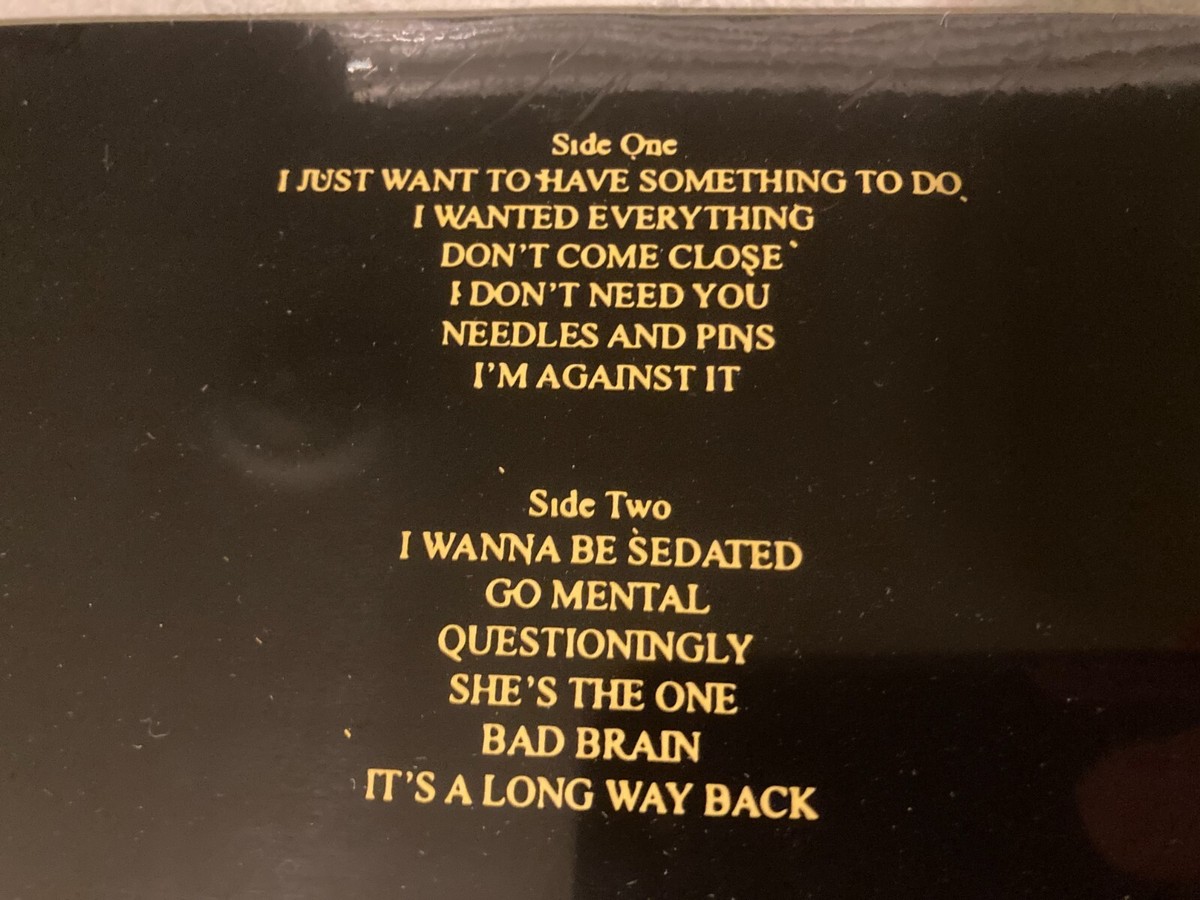 Side One
I JUST WANT TO HAVE SOMETHING TO DO
I WANTED EVERYTHING
DON'T COME CLOSE
I DON'T NEED YOU
NEEDLES AND PINS
I'M AGAINST IT
Side Two
I WANNA BE SEDATED
GO MENTAL
QUESTIONINGLY
SHE'S THE ONE
BAD BRAIN
IT'S A LONG WAY BACK